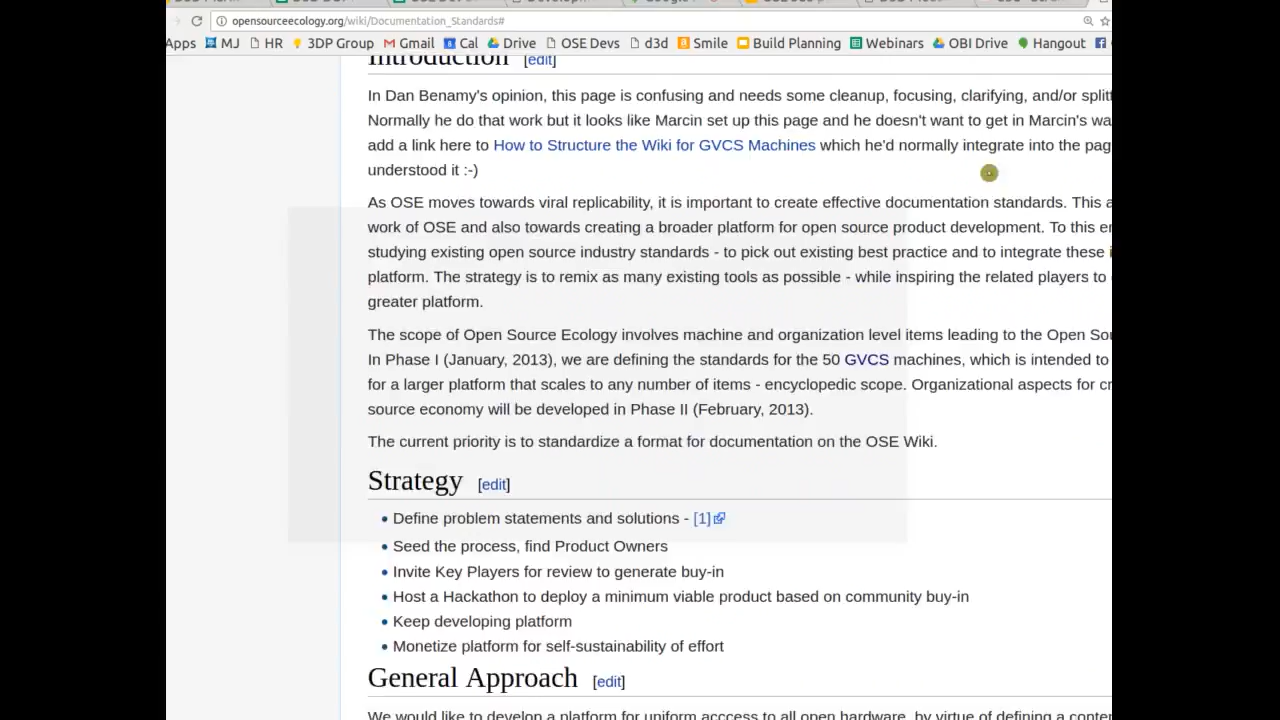 opensourceecology.org/wiki/Documentation_Standards#
Apps MJ HR 3DP Group Gmail Cal Drive OSE Devs d3d Smile Build Planning Webinars OBI Drive Hangout
Introduction [edit]
In Dan Benamy's opinion, this page is confusing and needs some cleanup, focusing, clarifying, and/or
Normally he do that work but it looks like Marcin set up this page and he doesn't want to get in Marcin's
add a link here to How to Structure the Wiki for GVCS Machines which he'd normally integrate into the
understood it :-)
As OSE moves towards viral replicability, it is important to create effective documentation standards. This
work of OSE and also towards creating a broader platform for open source product development. To this
studying existing open source industry standards - to pick out existing best practice and to integrate these
platform. The strategy is to remix as many existing tools as possible - while inspiring the related players to
greater platform.
The scope of Open Source Ecology involves machine and organization level items leading to the Open
In Phase I (January, 2013), we are defining the standards for the 50 GVCS machines, which is intended to
for a larger platform that scales to any number of items - encyclopedic scope. Organizational aspects for
source economy will be developed in Phase II (February, 2013).
The current priority is to standardize a format for documentation on the OSE Wiki.
Strategy [edit]
Define problem statements and solutions - [1]
Seed the process, find Product Owners
Invite Key Players for review to generate buy-in
Host a Hackathon to deploy a minimum viable product based on community buy-in
Keep developing platform
Monetize platform for self-sustainability of effort
General Approach [edit]
We would like to develop a platform for uniform acccess to all open hardware, by virtue of defining a